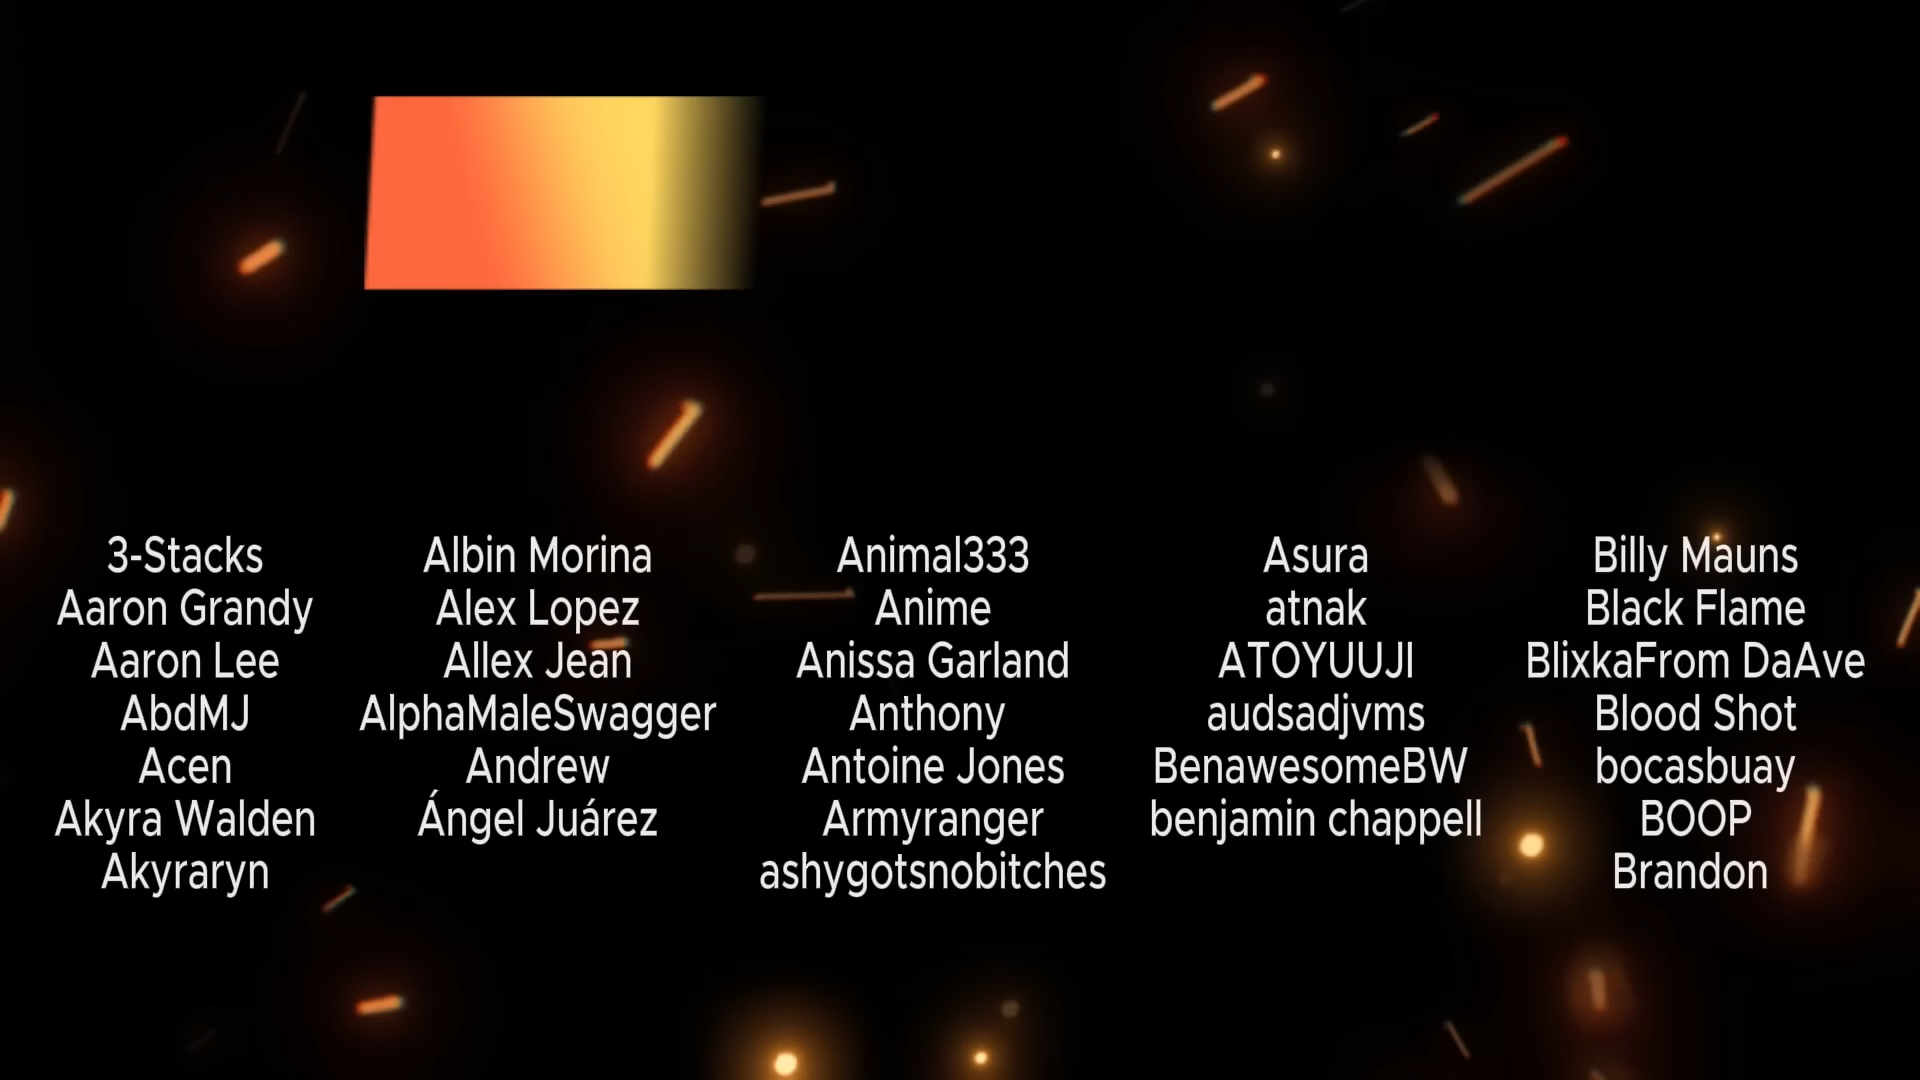 3-Stacks
Aaron Grandy
Aaron Lee
AbdMJ
Acen
Akyra Walden
Akyraryn
Albin Morina
Alex Lopez
Allex Jean
AlphaMaleSwagger
Andrew
Ángel Juárez
Animal333
Anime
Anissa Garland
Anthony
Antoine Jones
Armyranger
ashygotsnobitches
Asura
atnak
ATOYUUJI
audsadjvms
BenawesomeBW
benjamin chappell
Billy Mauns
Black Flame
BlixkaFrom DaAve
Blood Shot
bocasbuay
BOOP
Brandon